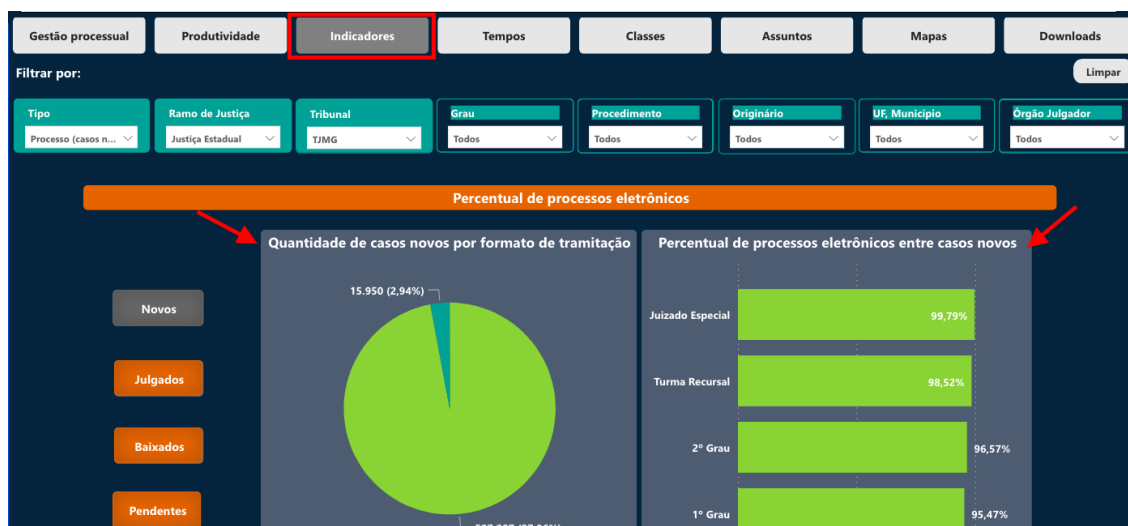 Gestão processual
Produtividade
Indicadores
Tempos
Classes
Assuntos
Mapas
Downloads
Filtrar por:
Limpar
Tipo
Ramo de Justiça
Tribunal
Grau
Procedimento
Originário
UF, Município
Órgão Julgador
Processo (casos n...
Justiça Estadual
TJMG
Todos
Todos
Todos
Todos
Todos
Percentual de processos eletrônicos
Quantidade de casos novos por formato de tramitação
Percentual de processos eletrônicos entre casos novos
15.950 (2,94%)
Novos
Julgados
Baixados
Pendentes
Juizado Especial
99,79%
Turma Recursal
98,52%
2º Grau
96,57%
1º Grau
95,47%